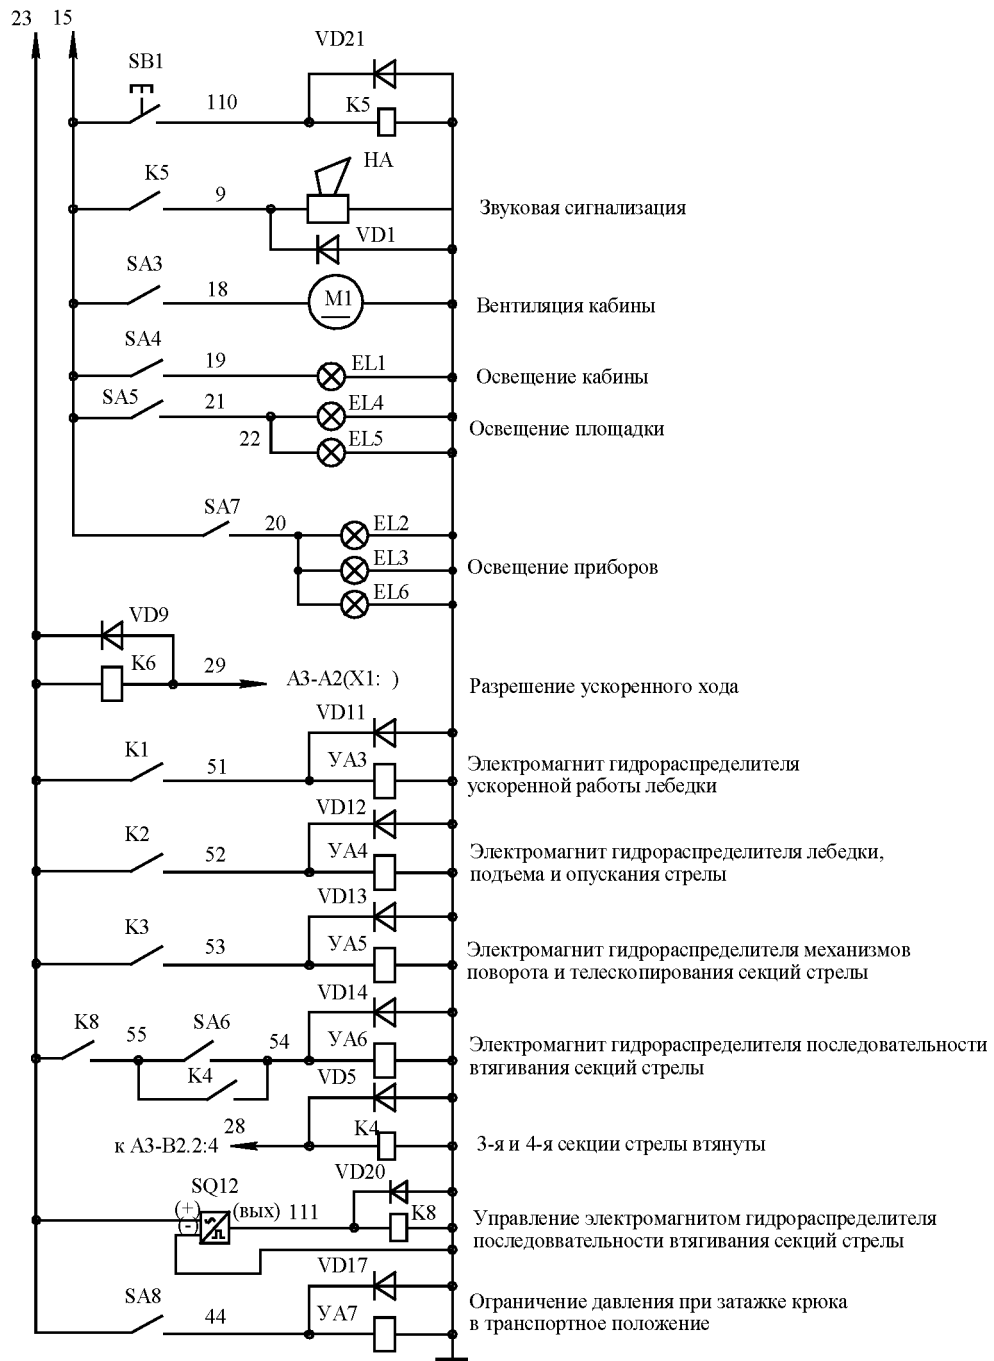 23 15
VD21
SB1
110
K5
HA
K5
9
Звуковая сигнализация
VD1
SA3
18
M1
Вентиляция кабины
SA4
19
EL1
Освещение кабины
SA5
21
EL4
Освещение площадки
22
EL5
SA7
20
EL2
EL3
Освещение приборов
EL6
VD9
K6
29
А3-А2(Х1: )
Разрешение ускоренного хода
VD11
K1
51
УА3
Электромагнит гидрораспределителя
ускоренной работы лебедки
VD12
K2
52
УА4
Электромагнит гидрораспределителя лебедки,
подъема и опускания стрелы
VD13
K3
53
УА5
Электромагнит гидрораспределителя механизмов
поворота и телескопирования секций стрелы
VD14
K8
55
SA6
54
УА6
Электромагнит гидрораспределителя последовательности
втягивания секций стрелы
K4
VD5
28
K4
к А3-В2.2:4
3-я и 4-я секции стрелы втянуты
VD20
SQ12
(+)
(-)
(вых) 111
K8
Управление электромагнитом гидрораспределителя
последоввательности втягивания секций стрелы
VD17
SA8
44
УА7
Ограничение давления при затажке крюка
в транспортное положение